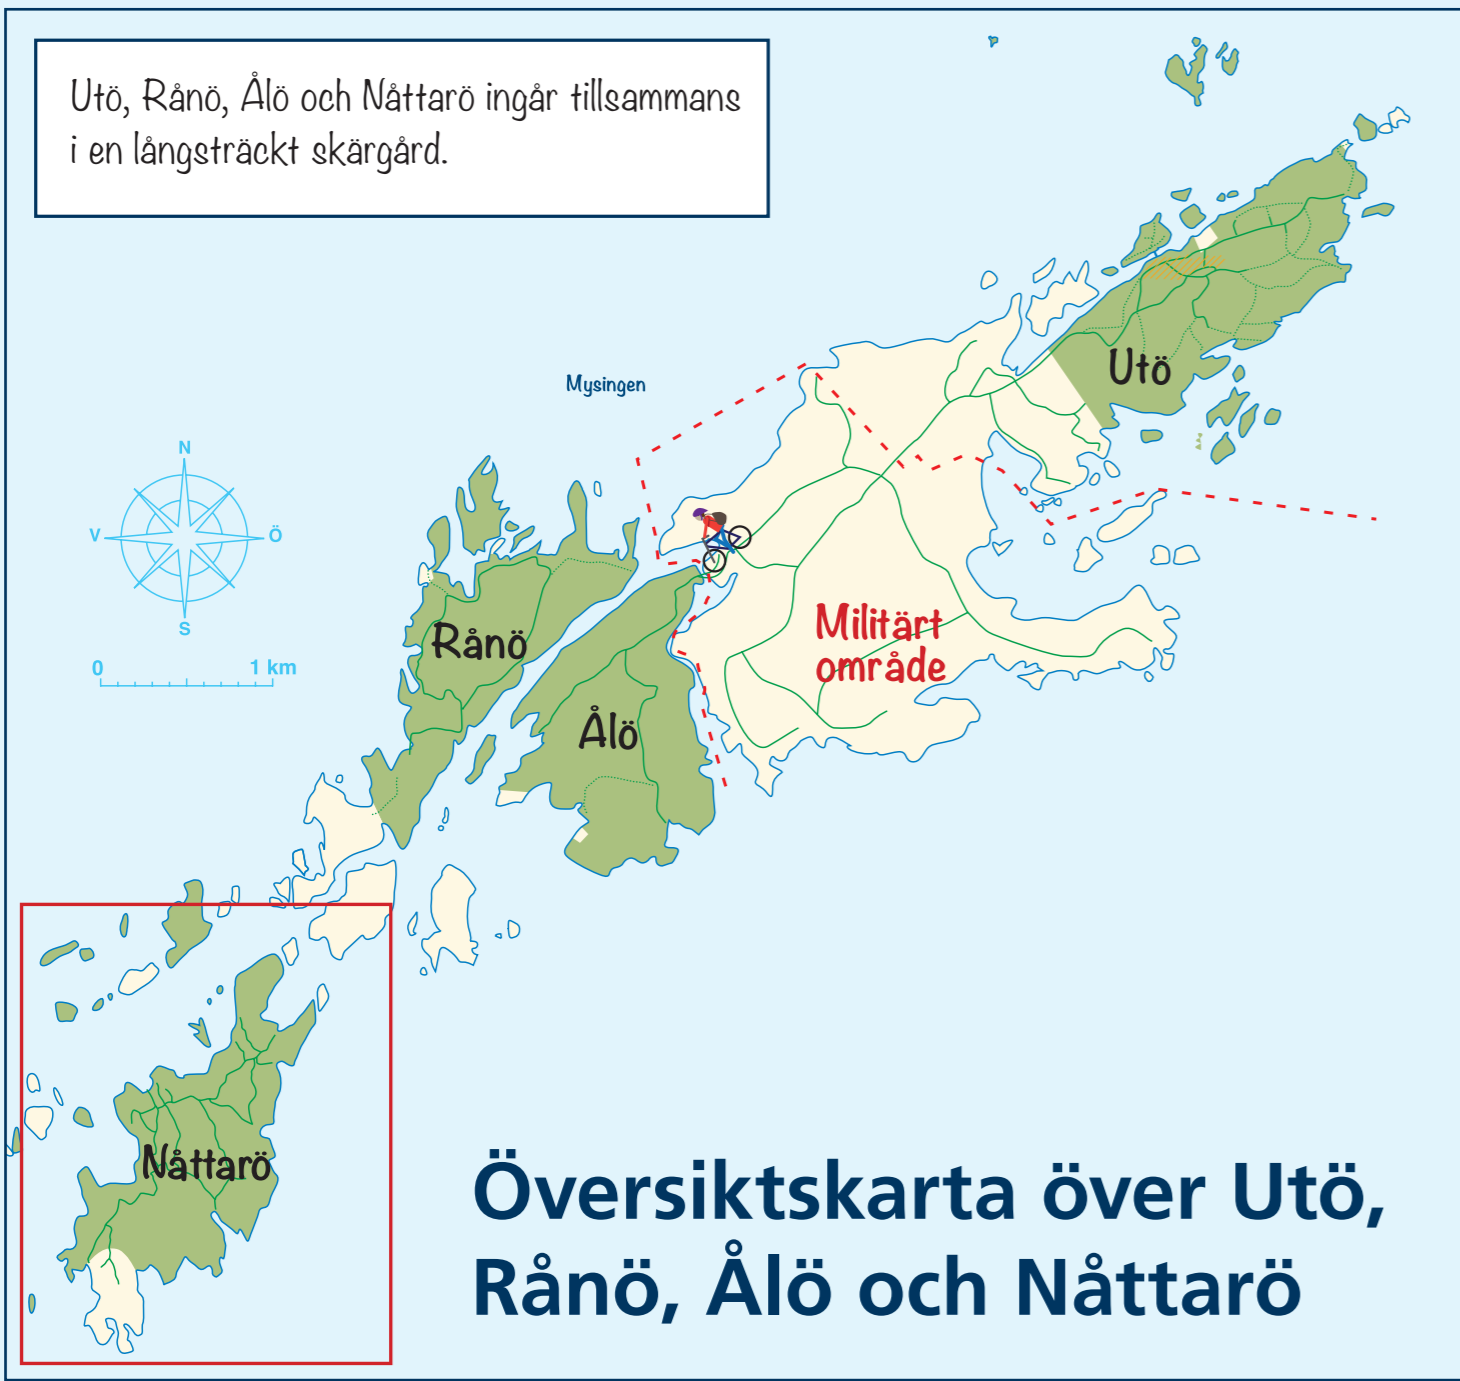 Utö, Rånö, Ålö och Nåttarö ingår tillsammans
i en långsträckt skärgård.
Utö
Mysingen
N
V
Ö
S
0 1 km
Rånö
Militärt
område
Ålö
Nåttarö
Översiktskarta över Utö,
Rånö, Ålö och Nåttarö